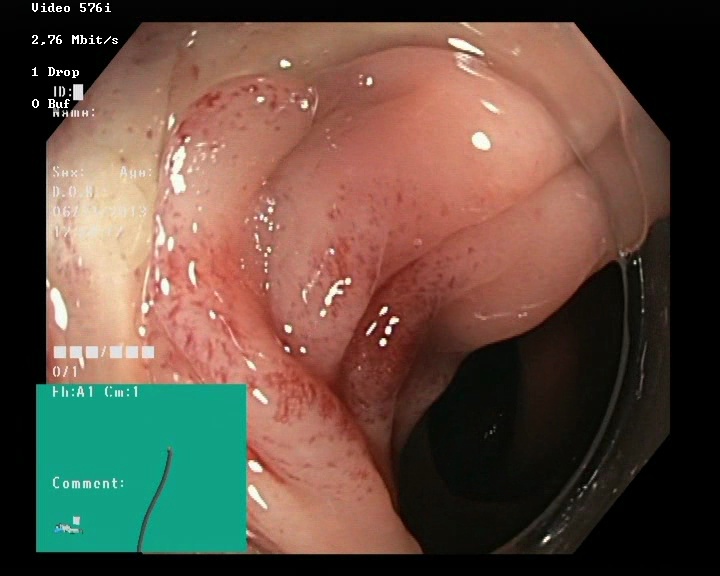 Video 576i
2,76 Mbit/s
1 Drop
ID:
0 Buf
Name:
Sex: Age:
D.O.B.:
0/1
Eh:A1 Cm:1
Comment: